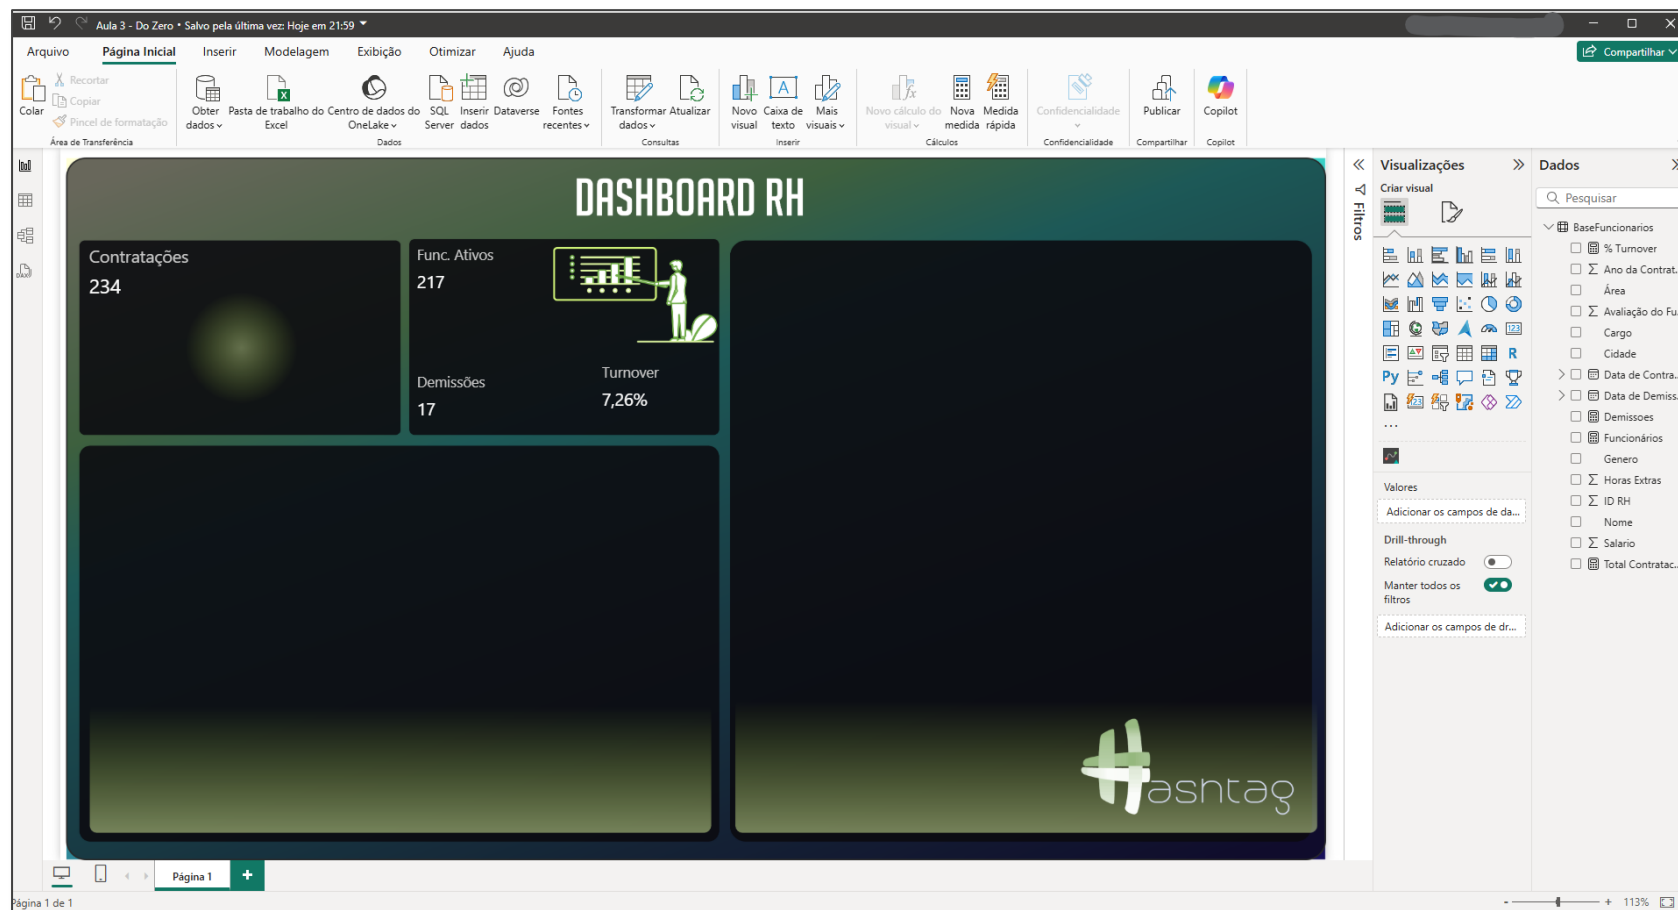 Aula 3 - Do Zero • Salvo pela última vez: Hoje em 21:59
Arquivo Página Inicial Inserir Modelagem Exibição Otimizar Ajuda
Compartilhar
Colar
Recortar
Copiar
Pincel de formatação
Obter dados
Pasta de trabalho do Excel
Centro de dados do OneLake
SQL Server
Inserir dados
Dataverse
Fontes recentes
Transformar dados
Atualizar
Novo visual
Caixa de texto
Mais visuais
Novo cálculo do visual
Nova medida
Medida rápida
Confidencialidade
Publicar
Copilot
Área de Transferência
Dados
Consultas
Inserir
Cálculos
Confidencialidade
Compartilhar
Copilot
DASHBOARD RH
Contratações
234
Func. Ativos
217
Demissões
17
Turnover
7,26%
Hashtag
Filtros
Visualizações
Criar visual
123
R
Py
123
...
Valores
Adicionar os campos de da...
Drill-through
Relatório cruzado
Manter todos os
filtros
Adicionar os campos de dr...
Dados
Pesquisar
BaseFuncionarios
% Turnover
Ano da Contrat...
Área
Avaliação do Fu...
Cargo
Cidade
Data de Contra...
Data de Demiss...
Demissoes
Funcionários
Genero
Horas Extras
ID RH
Nome
Salario
Total Contratac...
Página 1
Página 1 de 1
113%